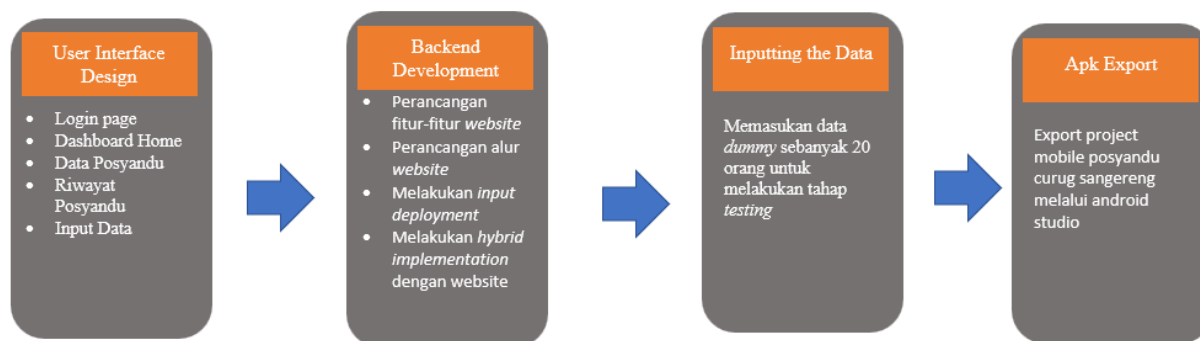 User Interface
Design
• Login page
• Dashboard Home
• Data Posyandu
• Riwayat
Posyandu
• Input Data
Backend
Development
• Perancangan
fitur-fitur website
• Perancangan alur
website
• Melakukan input
deployment
• Melakukan hybrid
implementation
dengan website
Inputting the Data
Memasukan data
dummy sebanyak 20
orang untuk
melakukan tahap
testing
Apk Export
Export project
mobile posyandu
curug sangereng
melalui android
studio